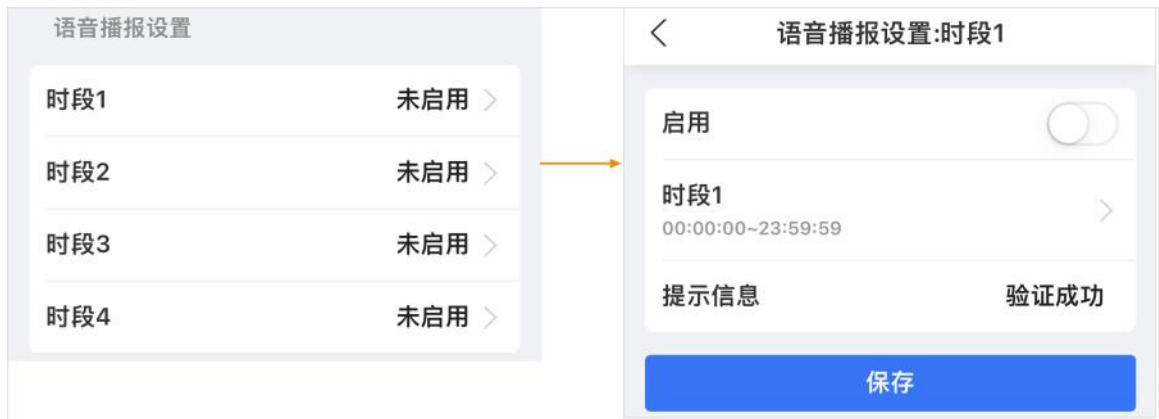 语音播报设置
时段1 未启用
时段2 未启用
时段3 未启用
时段4 未启用
语音播报设置:时段1
启用
时段1
00:00:00~23:59:59
提示信息 验证成功
保存